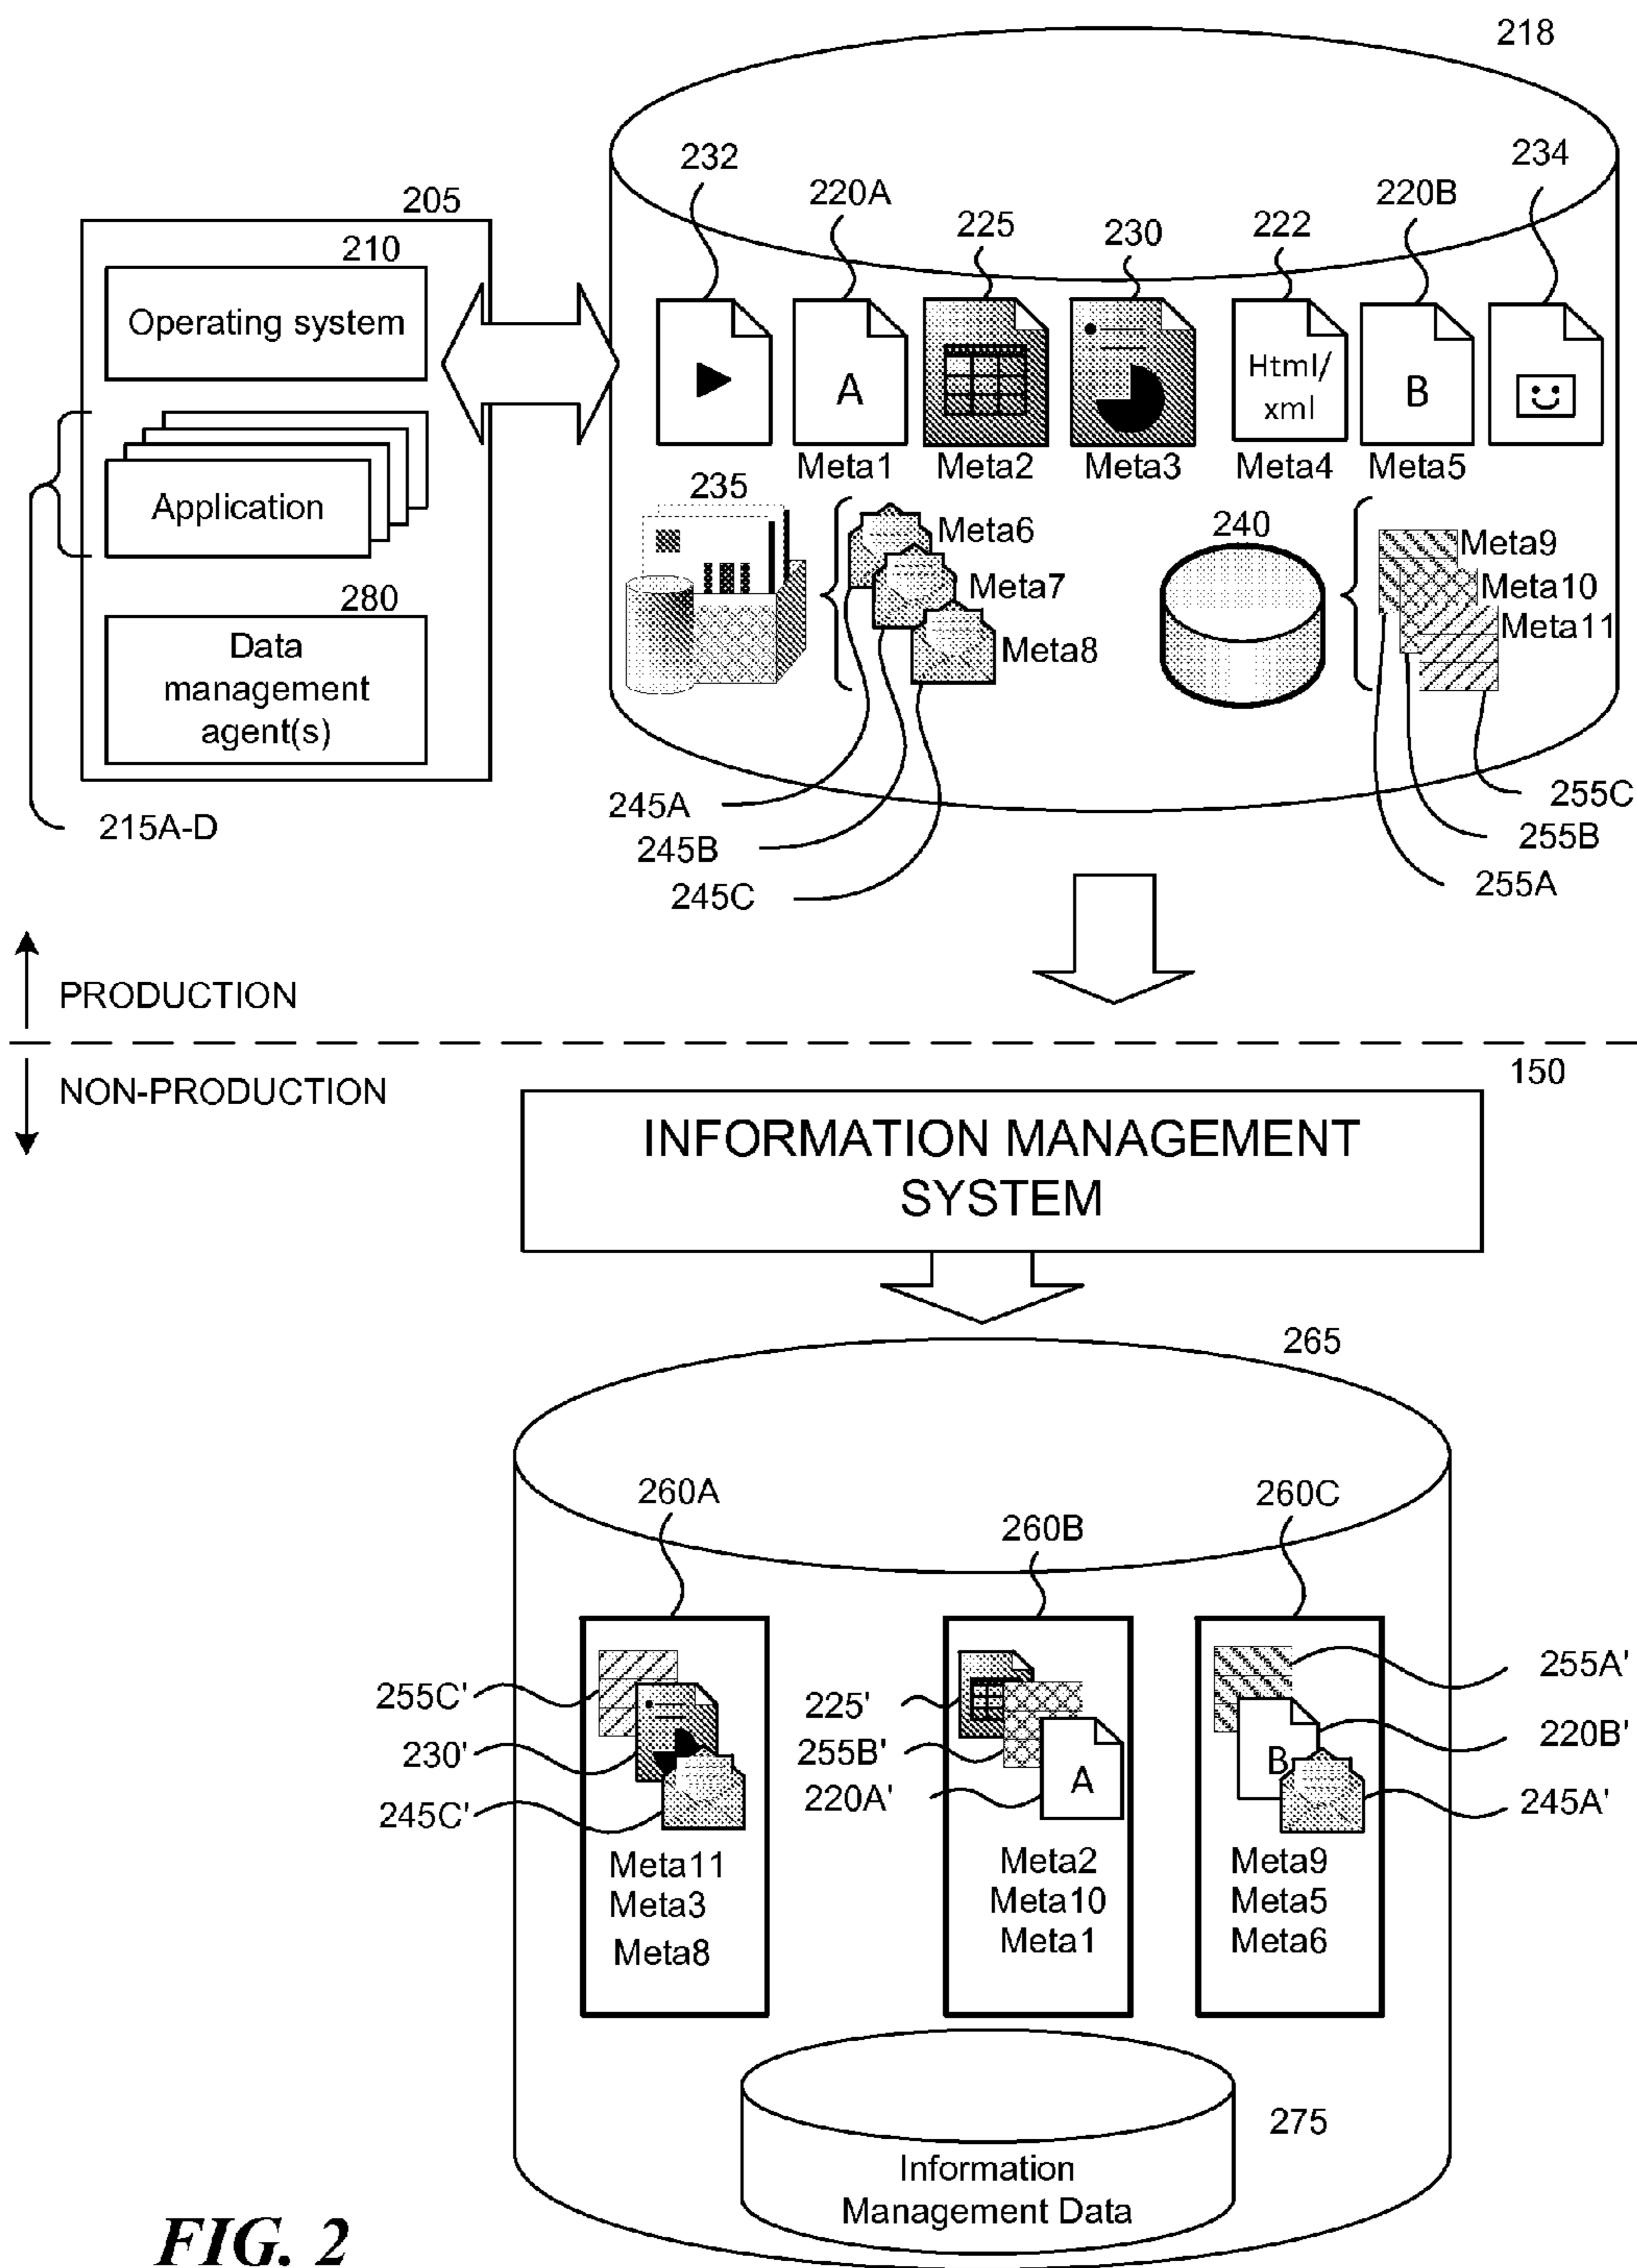 218
232
234
220A
220B
205
225
230
222
210
Operating system
Html/
xml
A
B
Meta1
Meta2
Meta3
Meta4
Meta5
235
240
Application
Meta6
Meta9
Meta7
Meta10
280
Meta11
Data
management
agent(s)
Meta8
245A
255C
215A-D
245B
255B
245C
255A
PRODUCTION
NON-PRODUCTION
150
INFORMATION MANAGEMENT
SYSTEM
265
260A
260C
260B
255C'
225'
255A'
230'
255B'
220B'
B
A
245C'
220A'
245A'
Meta11
Meta3
Meta8
Meta2
Meta10
Meta1
Meta9
Meta5
Meta6
275
Information
Management Data
FIG. 2